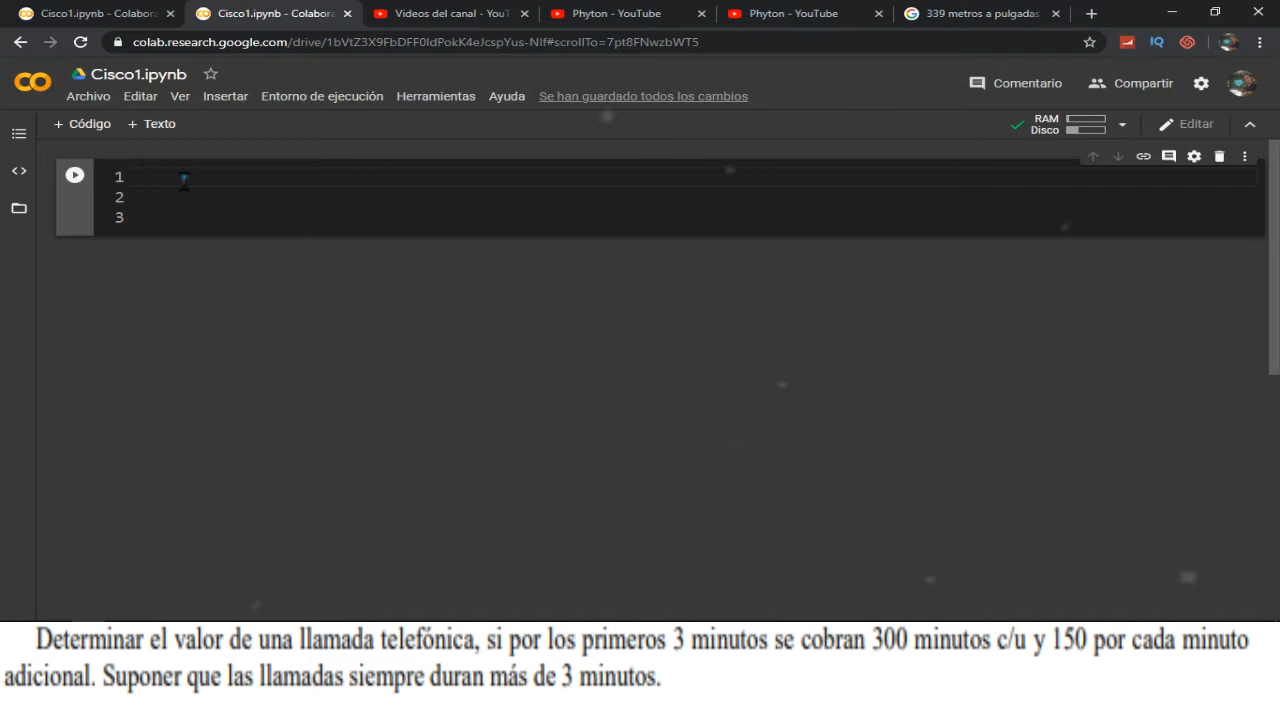 Cisco1.ipynb - Colabora
Cisco1.ipynb - Colabora
Videos del canal - YouT
Phyton - YouTube
Phyton - YouTube
339 metros a pulgadas
colab.research.google.com/drive/1bVtZ3X9FbDFF0IdPokK4eJcspYus-NIf#scrollTo=7pt8FNwzbWT5
Cisco1.ipynb
Comentario
Compartir
Archivo Editar Ver Insertar Entorno de ejecución Herramientas Ayuda Se han guardado todos los cambios
+ Código + Texto
RAM
Disco
Editar
1
2
3
Determinar el valor de una llamada telefónica, si por los primeros 3 minutos se cobran 300 minutos c/u y 150 por cada minuto
adicional. Suponer que las llamadas siempre duran más de 3 minutos.